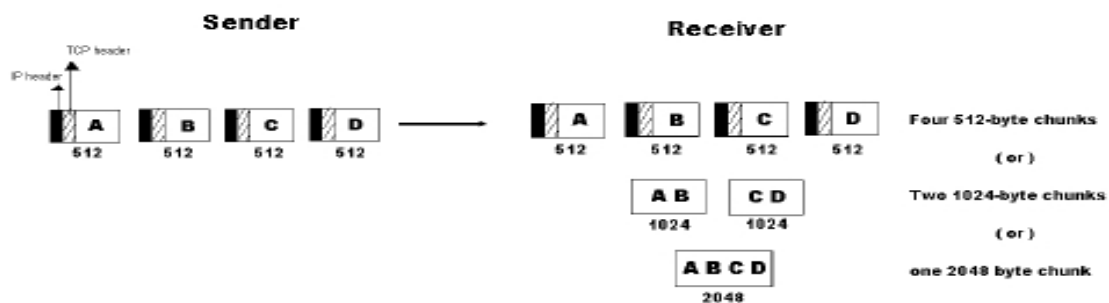 Sender
Receiver
TCP header
IP header
A B C D
512 512 512 512
A B C D
512 512 512 512
Four 512-byte chunks
( or )
A B C D
1024 1024
Two 1024-byte chunks
( or )
A B C D
2048
one 2048 byte chunk